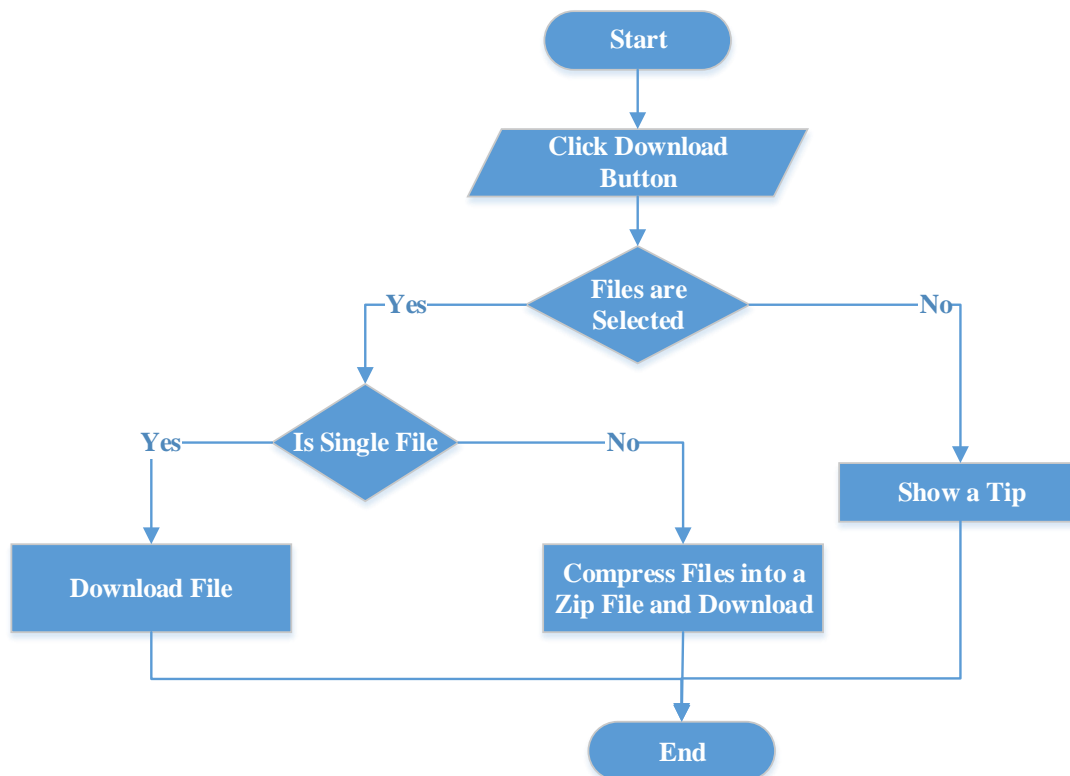 Start
Click Download
Button
Files are
Selected
Yes
No
Is Single File
Yes
No
Show a Tip
Download File
Compress Files into a
Zip File and Download
End